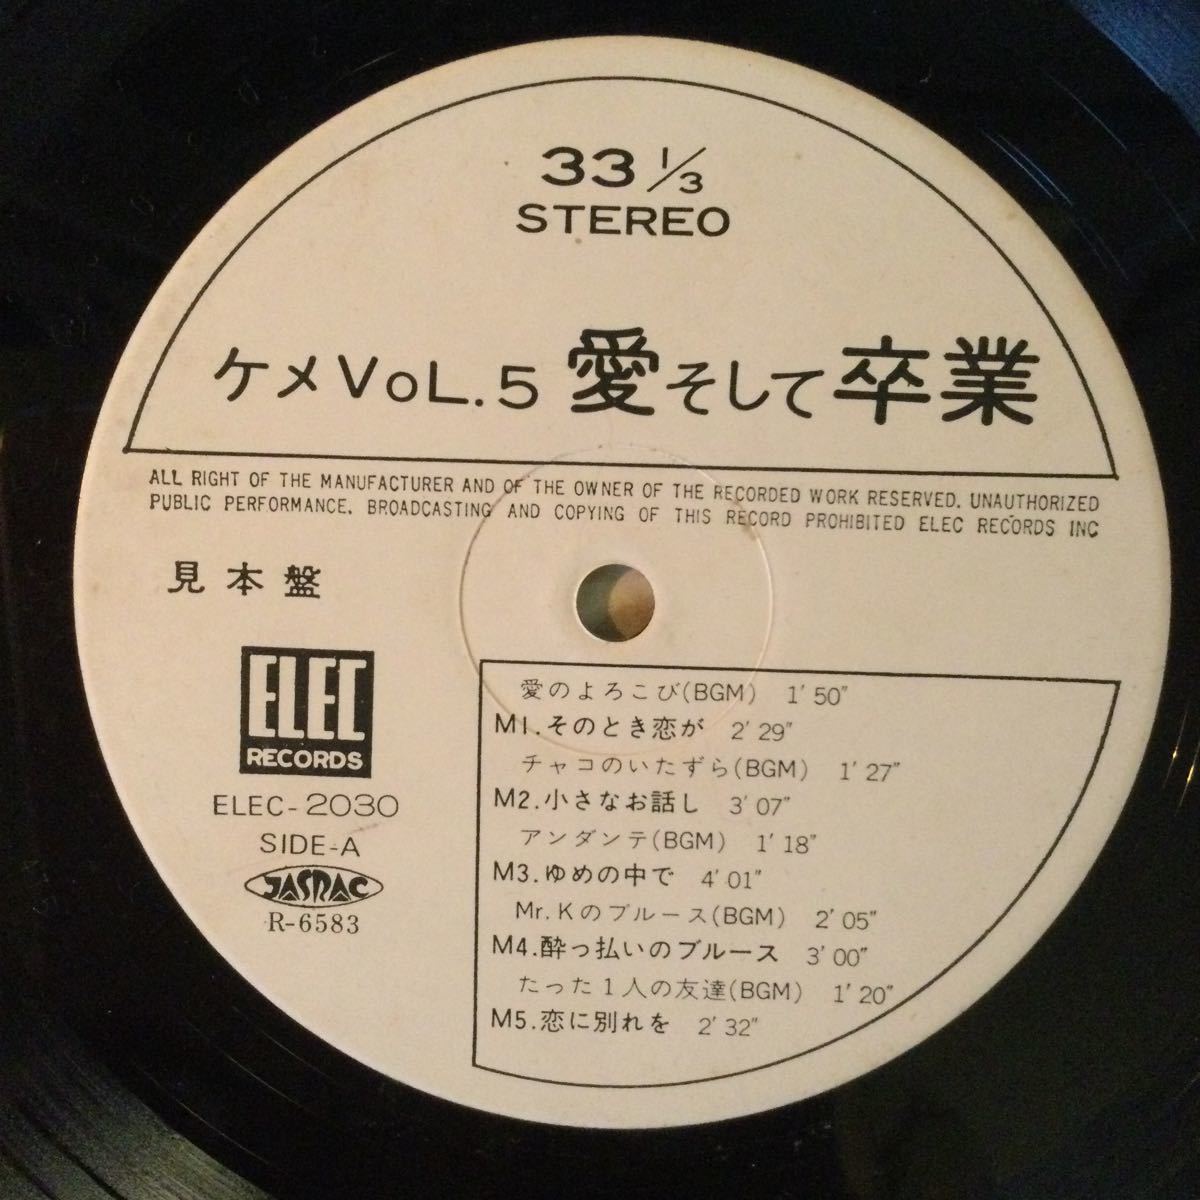 33 1/3
STEREO
ケメVoL.5 愛そして卒業
ALL RIGHT OF THE MANUFACTURER AND OF THE OWNER OF THE RECORDED WORK RESERVED. UNAUTHORIZED
PUBLIC PERFORMANCE. BROADCASTING AND COPYING OF THIS RECORD PROHIBITED ELEC RECORDS INC
見本盤
ELEC
RECORDS
ELEC-2030
SIDE-A
JASRAC
R-6583
愛のよろこび(BGM) 1′50″
M1.そのとき恋が 2′29″
チャコのいたずら(BGM) 1′27″
M2.小さなお話し 3′07″
アンダンテ(BGM) 1′18″
M3.ゆめの中で 4′01″
Mr.Kのブルース(BGM) 2′05″
M4.酔っ払いのブルース 3′00″
たった1人の友達(BGM) 1′20″
M5.恋に別れを 2′32″